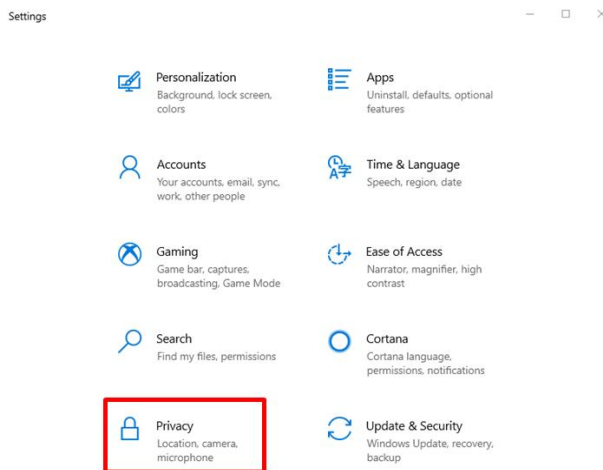 Settings
Personalization
Background, lock screen,
colors
Apps
Uninstall, defaults, optional
features
Accounts
Your accounts, email, sync,
work, other people
Time & Language
Speech, region, date
Gaming
Game bar, captures,
broadcasting, Game Mode
Ease of Access
Narrator, magnifier, high
contrast
Search
Find my files, permissions
Cortana
Cortana language,
permissions, notifications
Privacy
Location, camera,
microphone
Update & Security
Windows Update, recovery,
backup